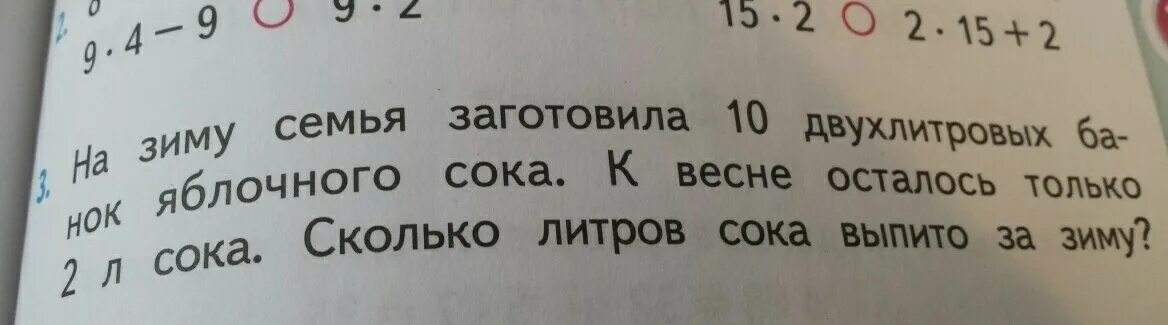 2.
9 · 4 − 9 ○ 9 · 2 15 · 2 ○ 2 · 15 + 2
3. На зиму семья заготовила 10 двухлитровых ба-
нок яблочного сока. К весне осталось только
2 л сока. Сколько литров сока выпито за зиму?